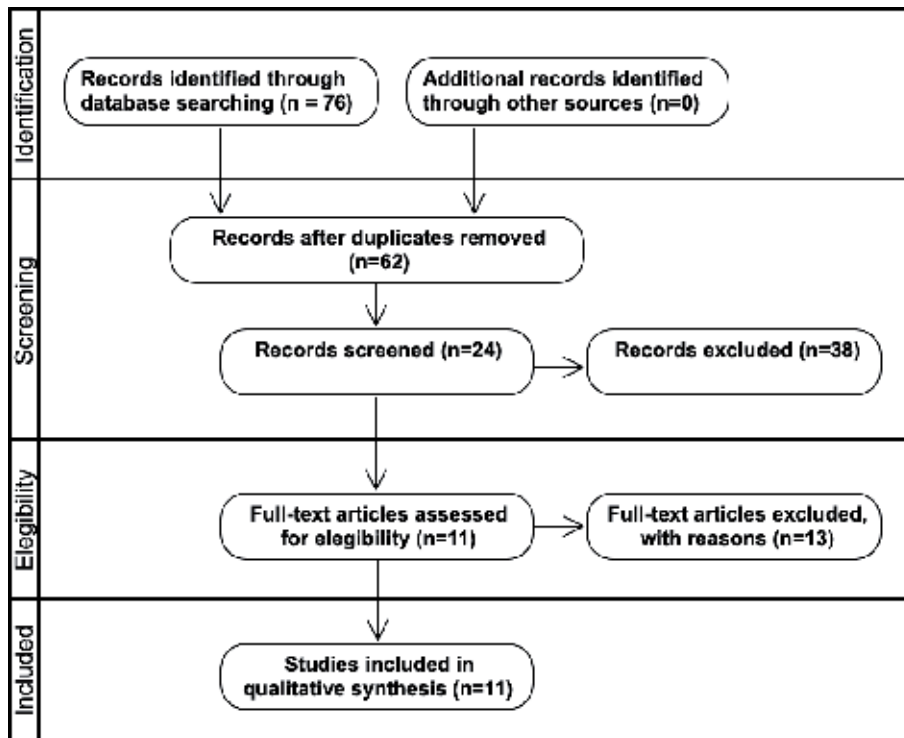 Identification
Records identified through
database searching (n = 76)
Additional records identified
through other sources (n=0)
Screening
Records after duplicates removed
(n=62)
Records screened (n=24)
Records excluded (n=38)
Elegibility
Full-text articles assessed
for elegibility (n=11)
Full-text articles excluded,
with reasons (n=13)
Included
Studies included in
qualitative synthesis (n=11)